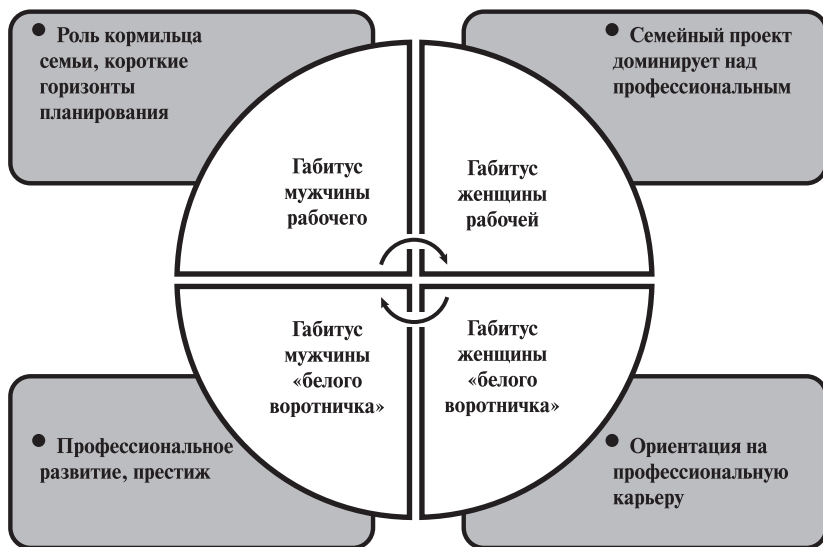 • Роль кормильца
семьи, короткие
горизонты
планирования
• Семейный проект
доминирует над
профессиональным
Габитус
мужчины
рабочего
Габитус
женщины
рабочей
Габитус
мужчины
«белого
воротничка»
Габитус
женщины
«белого
воротничка»
• Профессиональное
развитие, престиж
• Ориентация на
профессиональную
карьеру